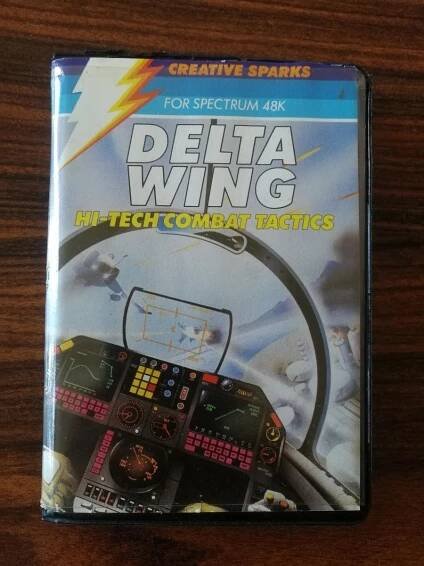 CREATIVE SPARKS
FOR SPECTRUM 48K
DELTA
WING
HI-TECH COMBAT TACTICS